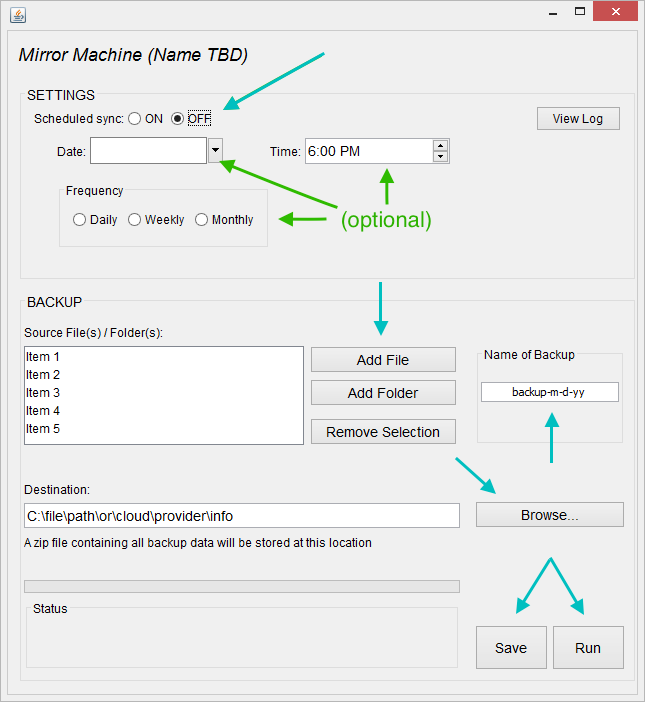 Mirror Machine (Name TBD)
SETTINGS
Scheduled sync: ON OFF
View Log
Date: Time: 6:00 PM
Frequency
Daily Weekly Monthly
(optional)
BACKUP
Source File(s) / Folder(s):
Item 1
Item 2
Item 3
Item 4
Item 5
Add File
Add Folder
Remove Selection
Name of Backup
backup-m-d-yy
Destination:
C:\file\path\or\cloud\provider\info
Browse...
A zip file containing all backup data will be stored at this location
Status
Save Run